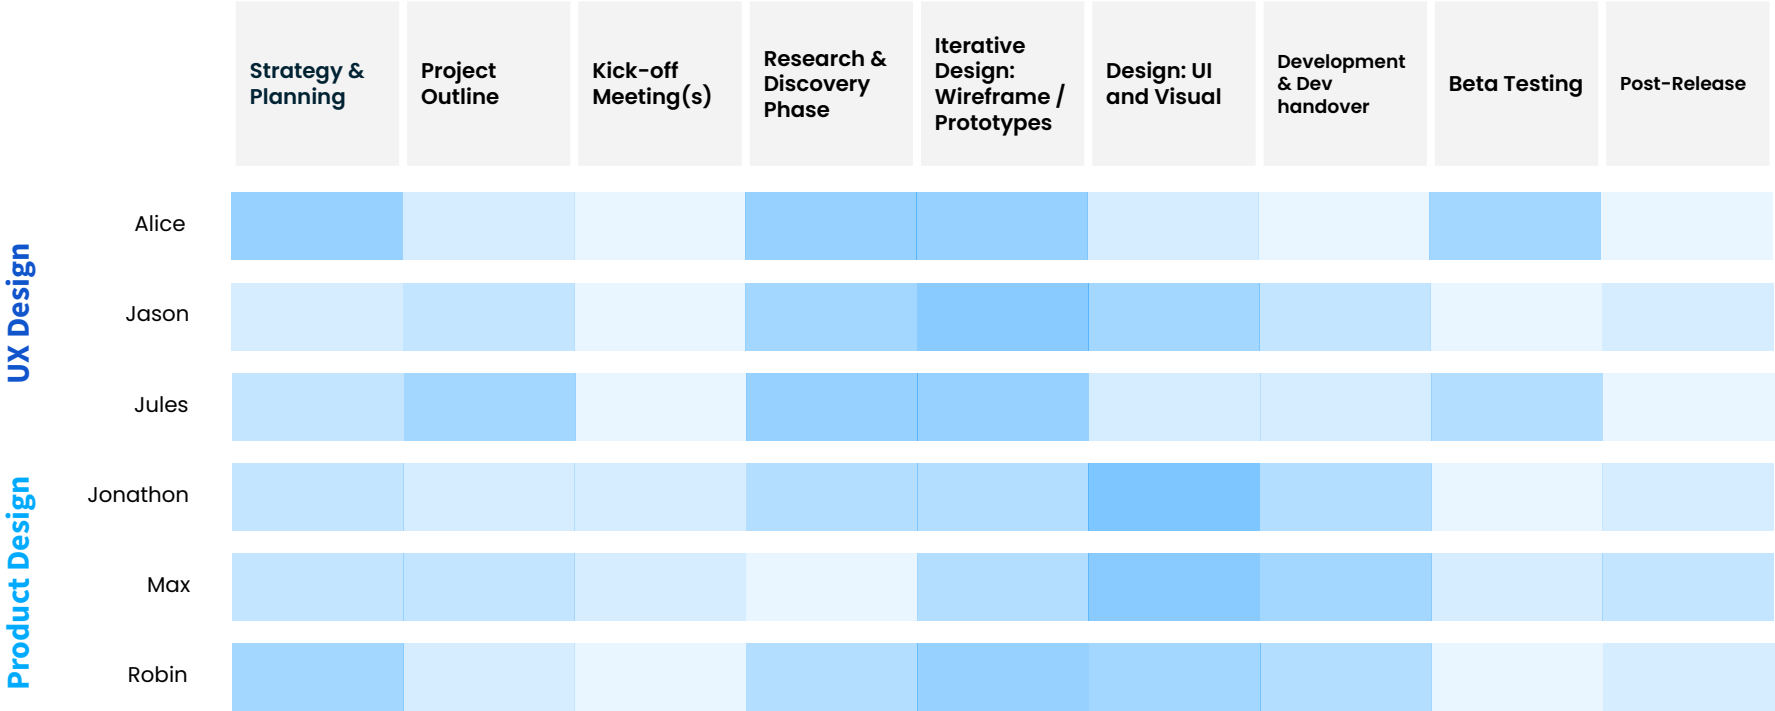 Strategy &
Planning
Project
Outline
Kick-off
Meeting(s)
Research &
Discovery
Phase
Iterative
Design:
Wireframe /
Prototypes
Design: UI
and Visual
Development
& Dev
handover
Beta Testing
Post-Release
UX Design
Alice
Jason
Jules
Product Design
Jonathon
Max
Robin